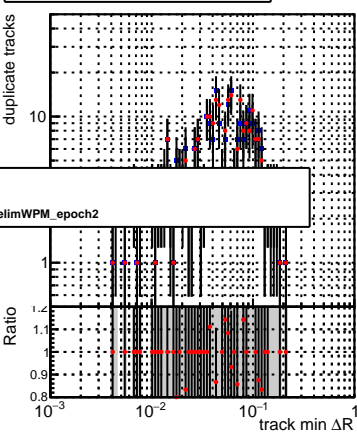 duplicate tracks
10
elimWPM_epoch2
1
Ratio
1.2
1.1
1
0.9
0.8
10⁻³
10⁻²
10⁻¹
1
track min ΔR